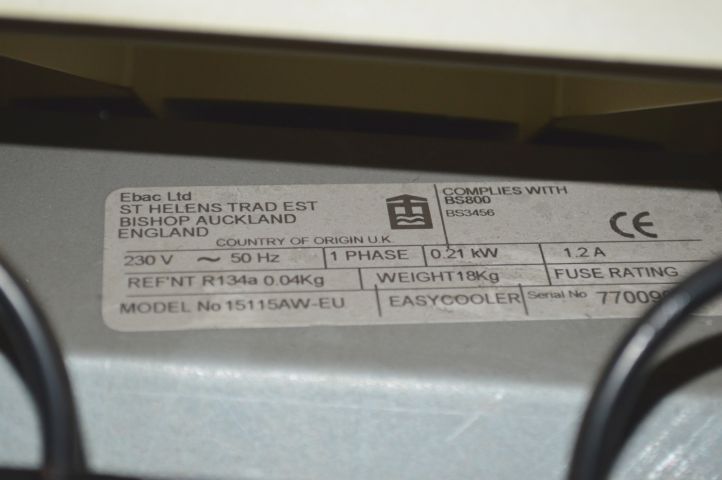 Ebac Ltd
ST HELENS TRAD EST
BISHOP AUCKLAND
ENGLAND
COUNTRY OF ORIGIN U.K.
COMPLIES WITH
BS800
BS3456
CE
230 V ~ 50 Hz 1 PHASE 0.21 kW 1.2 A
REF'NT R134a 0.04Kg WEIGHT18Kg FUSE RATING
MODEL No 15115AW-EU EASYCOOLER Serial No